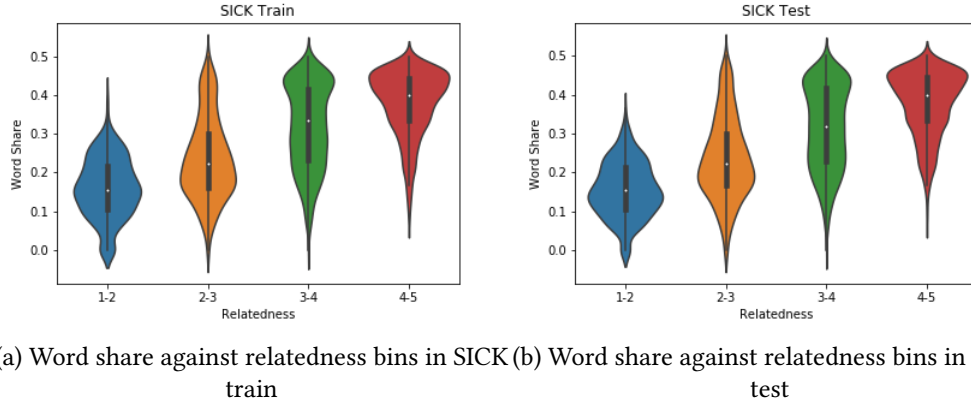 SICK Train
SICK Test
0.5
0.4
0.3
0.2
0.1
0.0
Word Share
1-2
2-3
3-4
4-5
Relatedness
0.5
0.4
0.3
0.2
0.1
0.0
Word Share
1-2
2-3
3-4
4-5
Relatedness
a) Word share against relatedness bins in SICK
train
(b) Word share against relatedness bins in
test